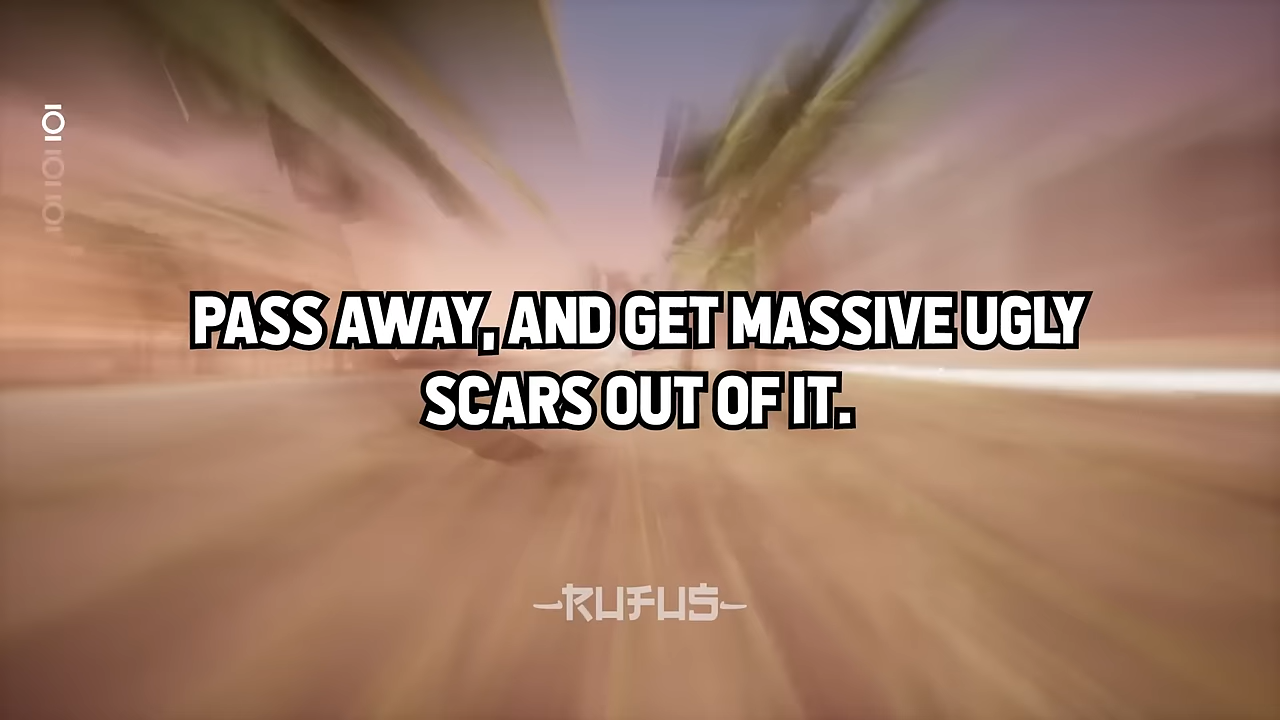 PASS AWAY, AND GET MASSIVE UGLY
SCARS OUT OF IT.
-RUFUS-